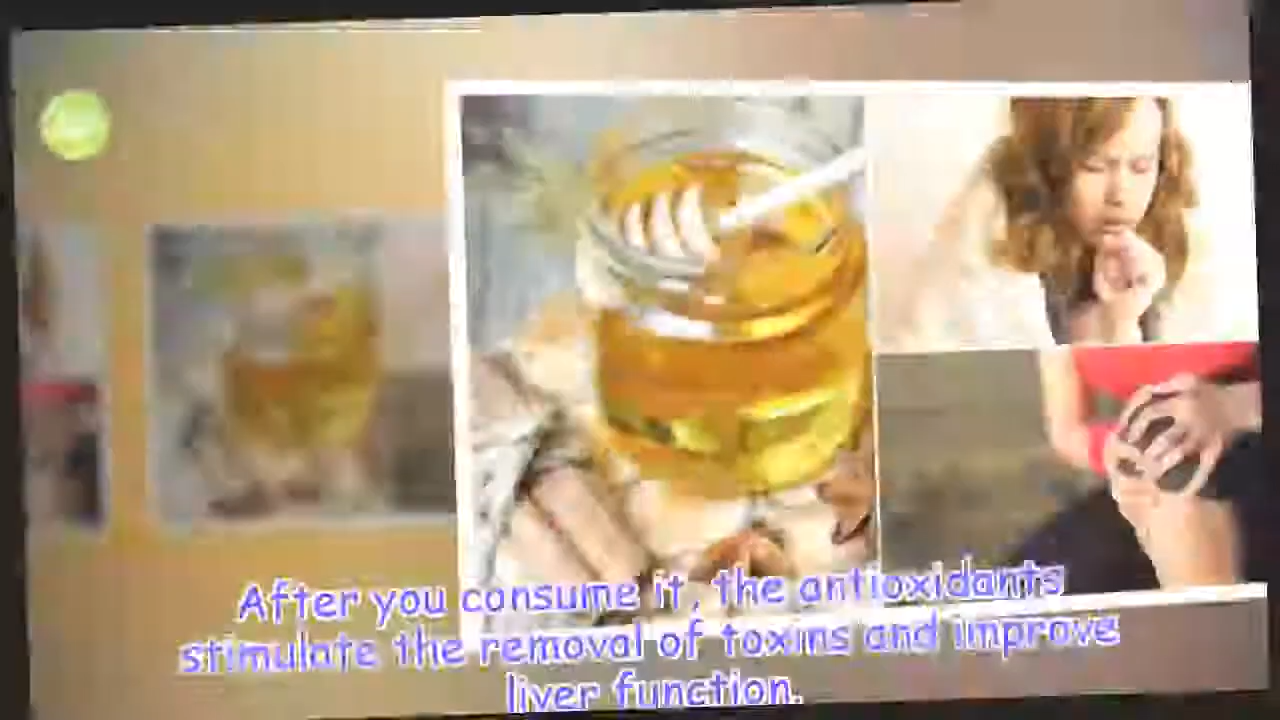 After you consume it, the antioxidants
stimulate the removal of toxins and improve
liver function.